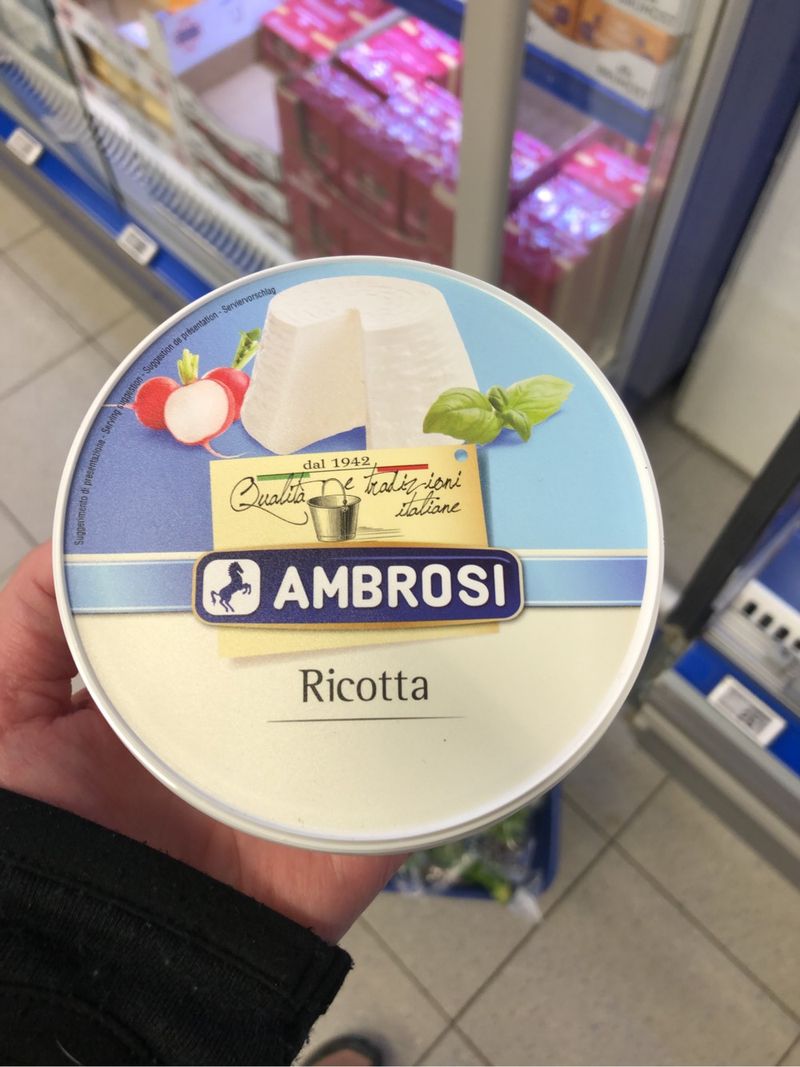 Suggerimento di presentazione - Serving suggestion - Suggestion de présentation - Serviervorschlag
dal 1942
Qualità e tradizioni
italiane
AMBROSI
Ricotta